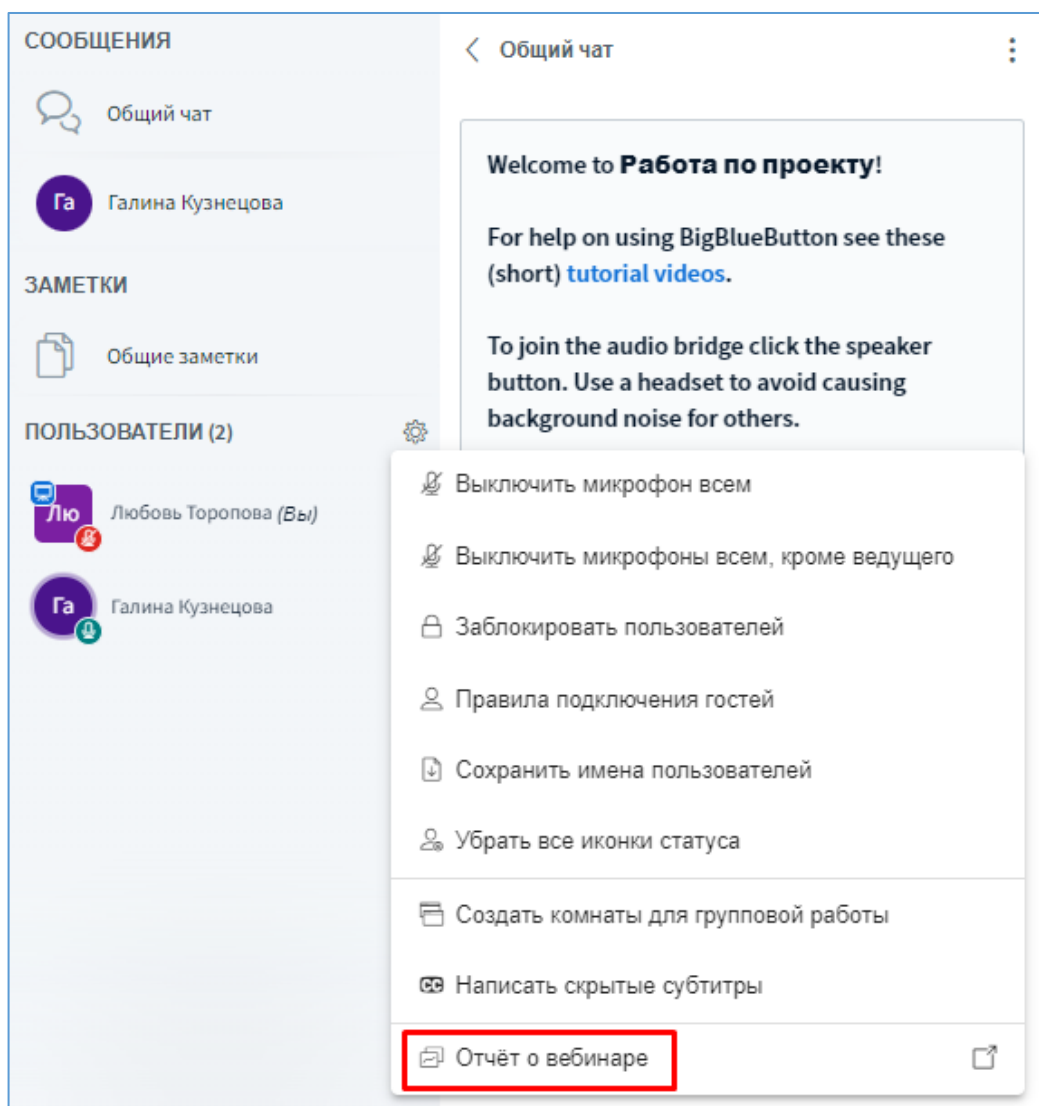 СООБЩЕНИЯ
Общий чат
Га
Галина Кузнецова
ЗАМЕТКИ
Общие заметки
ПОЛЬЗОВАТЕЛИ (2)
Лю
Любовь Торопова (Вы)
Га
Галина Кузнецова
Общий чат
Welcome to Работа по проекту!
For help on using BigBlueButton see these
(short) tutorial videos.
To join the audio bridge click the speaker
button. Use a headset to avoid causing
background noise for others.
Выключить микрофон всем
Выключить микрофоны всем, кроме ведущего
Заблокировать пользователей
Правила подключения гостей
Сохранить имена пользователей
Убрать все иконки статуса
Создать комнаты для групповой работы
Написать скрытые субтитры
Отчёт о вебинаре